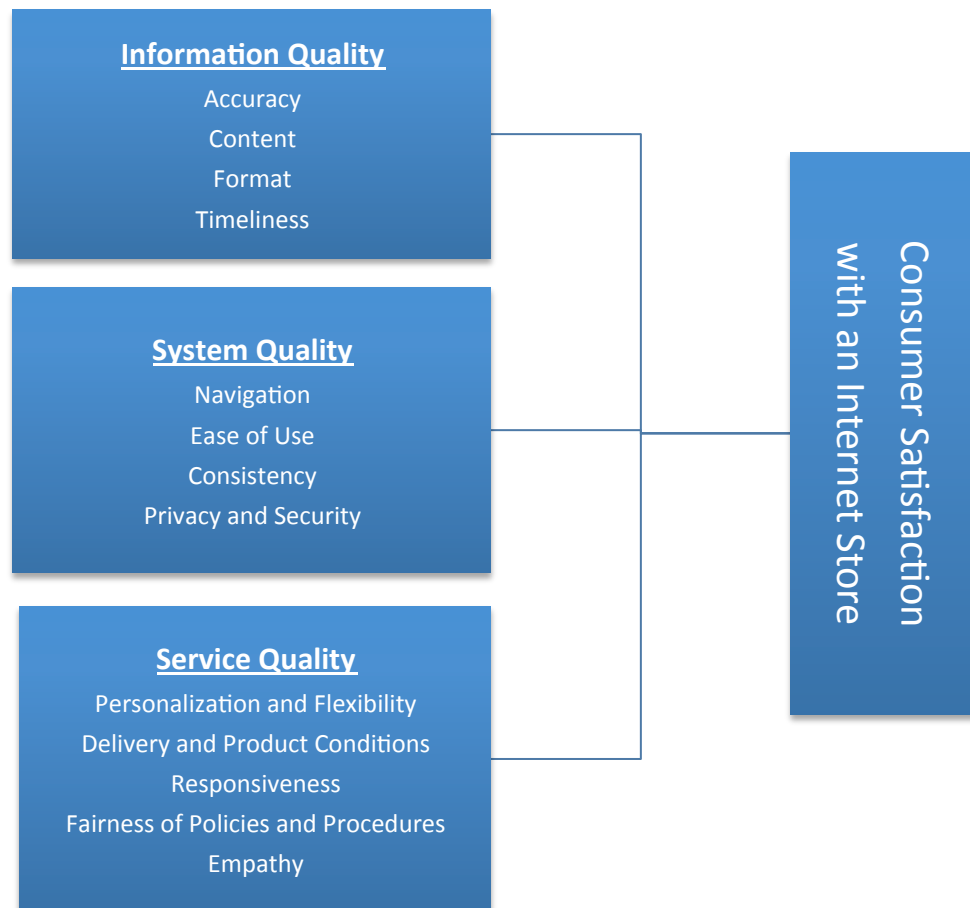 Information Quality
Accuracy
Content
Format
Timeliness
System Quality
Navigation
Ease of Use
Consistency
Privacy and Security
Service Quality
Personalization and Flexibility
Delivery and Product Conditions
Responsiveness
Fairness of Policies and Procedures
Empathy
Consumer Satisfaction
with an Internet Store